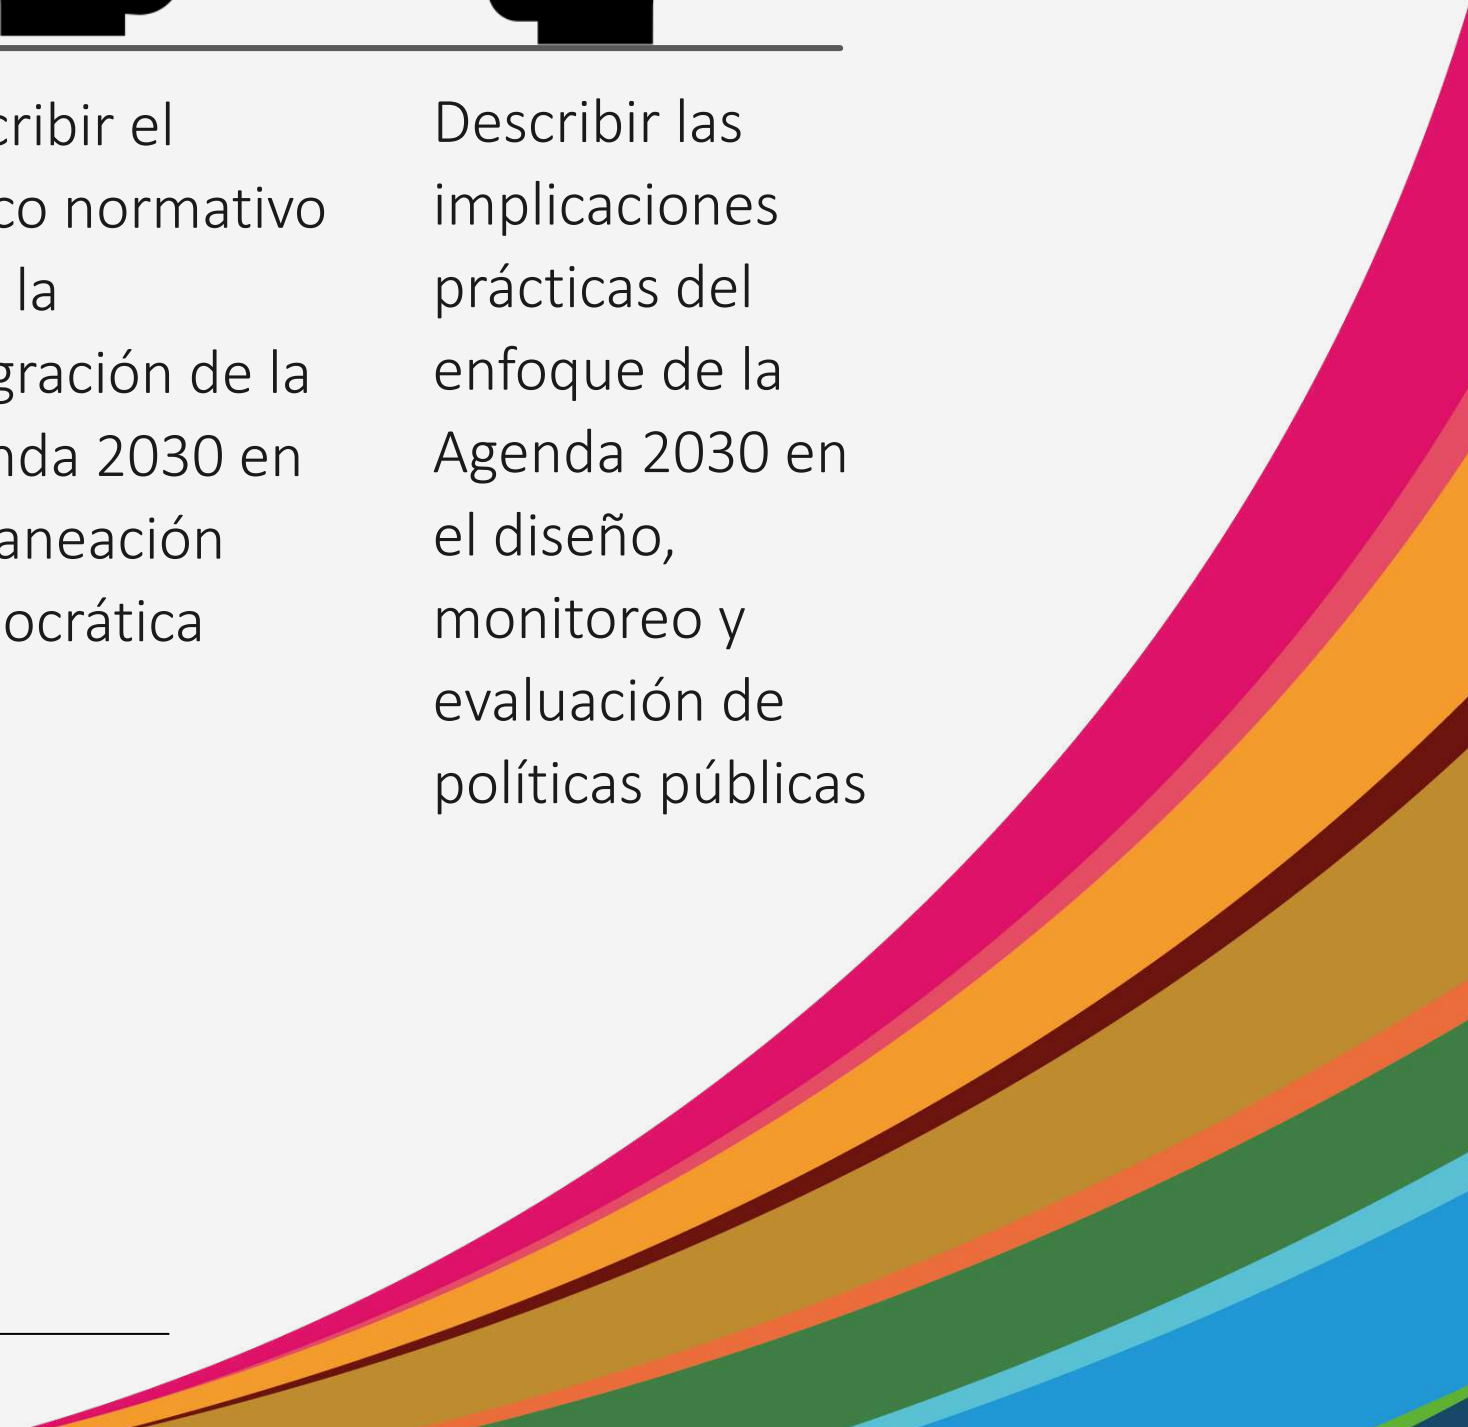 cribir el
co normativo
la
gración de la
nda 2030 en
aneación
ocrática
Describir las
implicaciones
prácticas del
enfoque de la
Agenda 2030 en
el diseño,
monitoreo y
evaluación de
políticas públicas